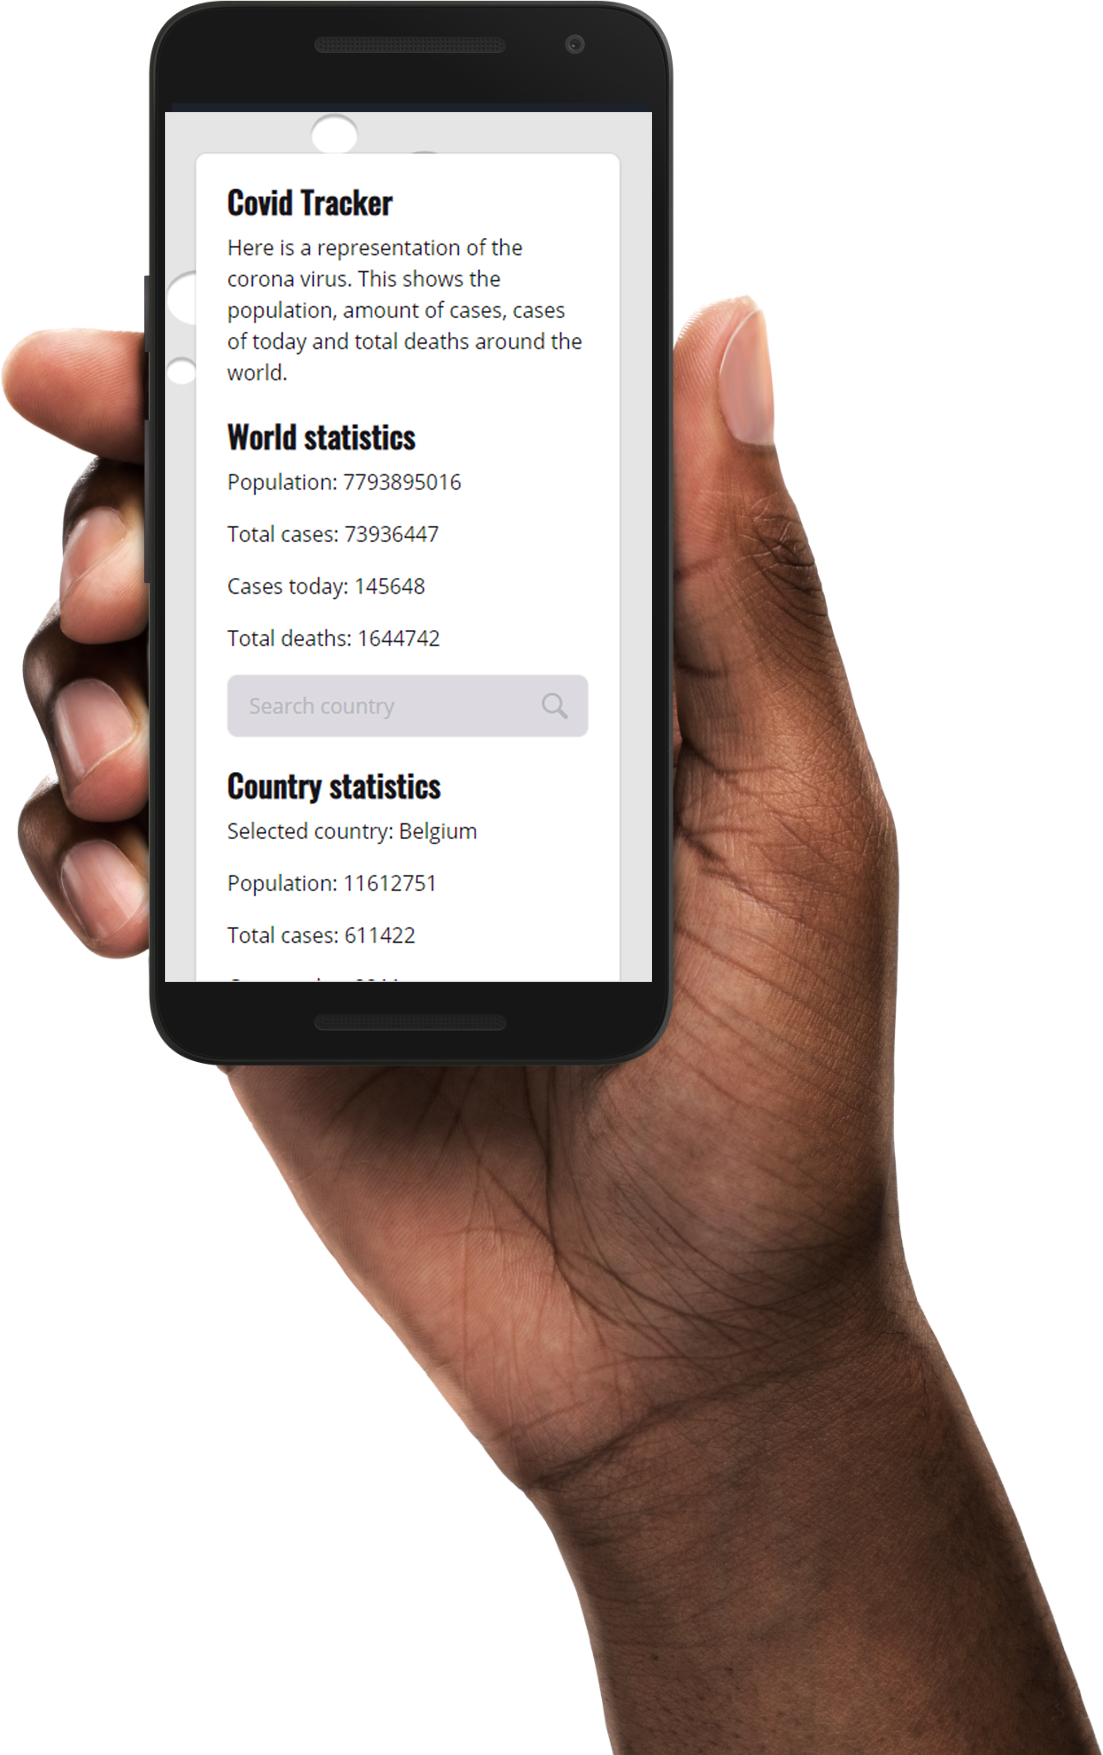 Covid Tracker
Here is a representation of the
corona virus. This shows the
population, amount of cases, cases
of today and total deaths around the
world.
World statistics
Population: 7793895016
Total cases: 73936447
Cases today: 145648
Total deaths: 1644742
Search country
Country statistics
Selected country: Belgium
Population: 11612751
Total cases: 611422